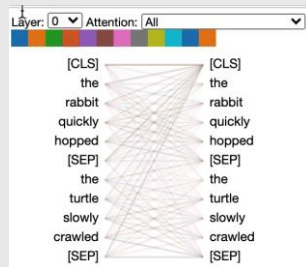 Layer: 0 Attention: All
[CLS] [CLS]
the the
rabbit rabbit
quickly quickly
hopped hopped
[SEP] [SEP]
the the
turtle turtle
slowly slowly
crawled crawled
[SEP] [SEP]